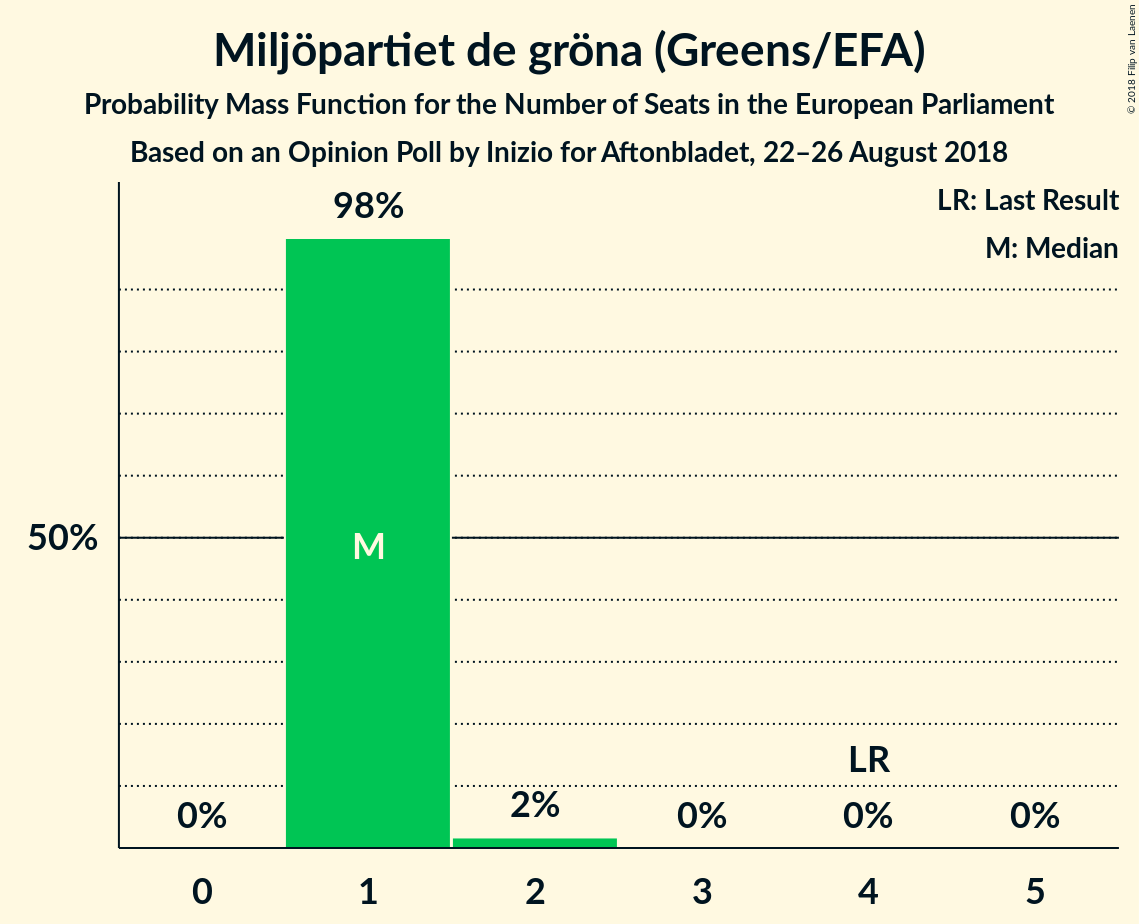 Miljöpartiet de gröna (Greens/EFA)
Probability Mass Function for the Number of Seats in the European Parliament
Based on an Opinion Poll by Inizio for Aftonbladet, 22–26 August 2018
© 2018 Filip van Laenen
LR: Last Result
M: Median
98%
50%
M
LR
0%
2%
0%
0%
0%
0 1 2 3 4 5